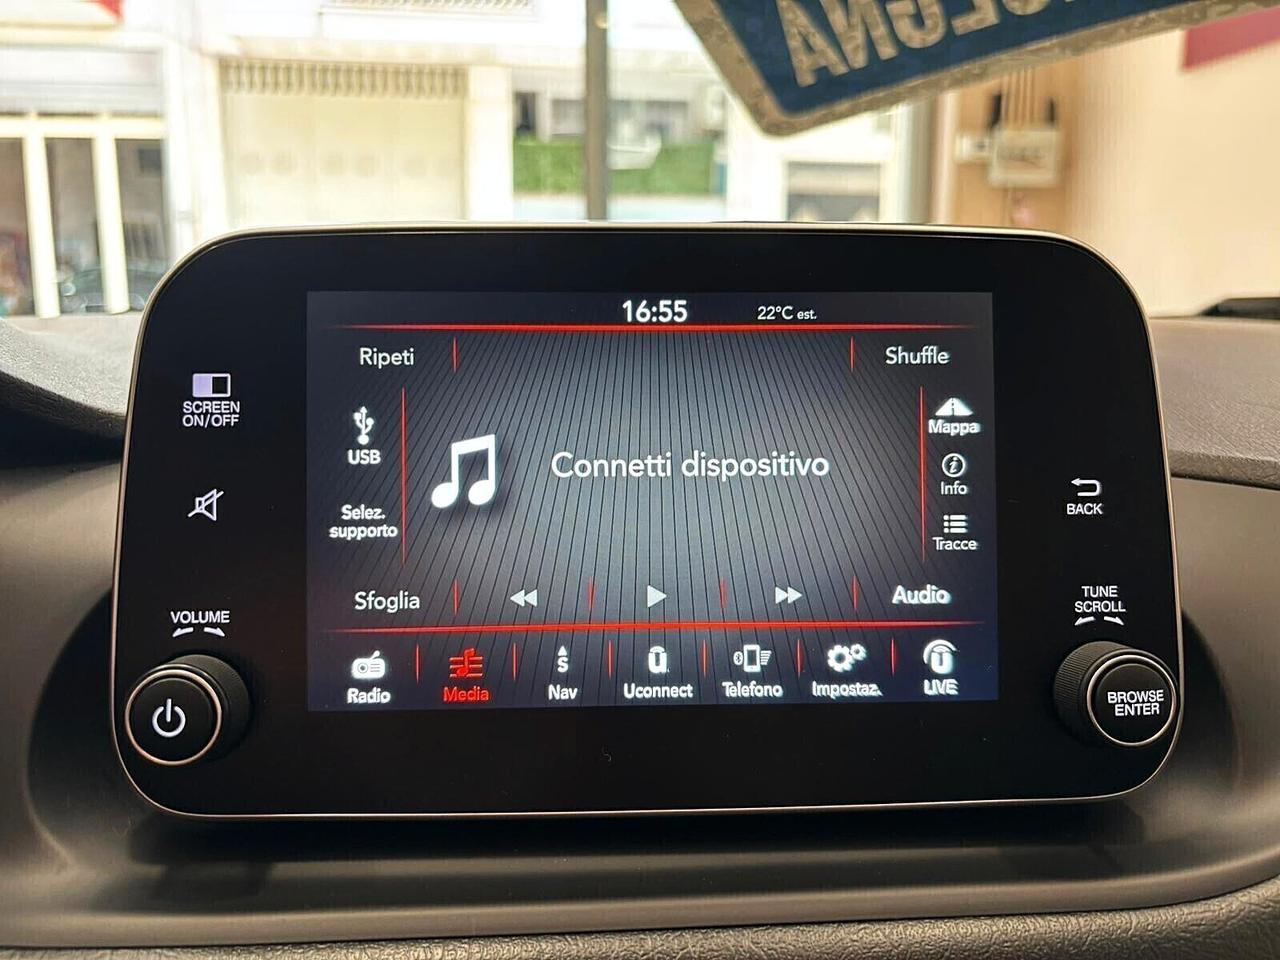 SEGNA
16:55
22°C est.
Ripeti
Shuffle
SCREEN
ON/OFF
USB
Mappa
Connetti dispositivo
Info
Selez.
supporto
BACK
Tracce
Sfoglia
Audio
VOLUME
TUNE
SCROLL
Radio
Media
S
Nav
Uconnect
Telefono
Impostaz.
LIVE
BROWSE
ENTER